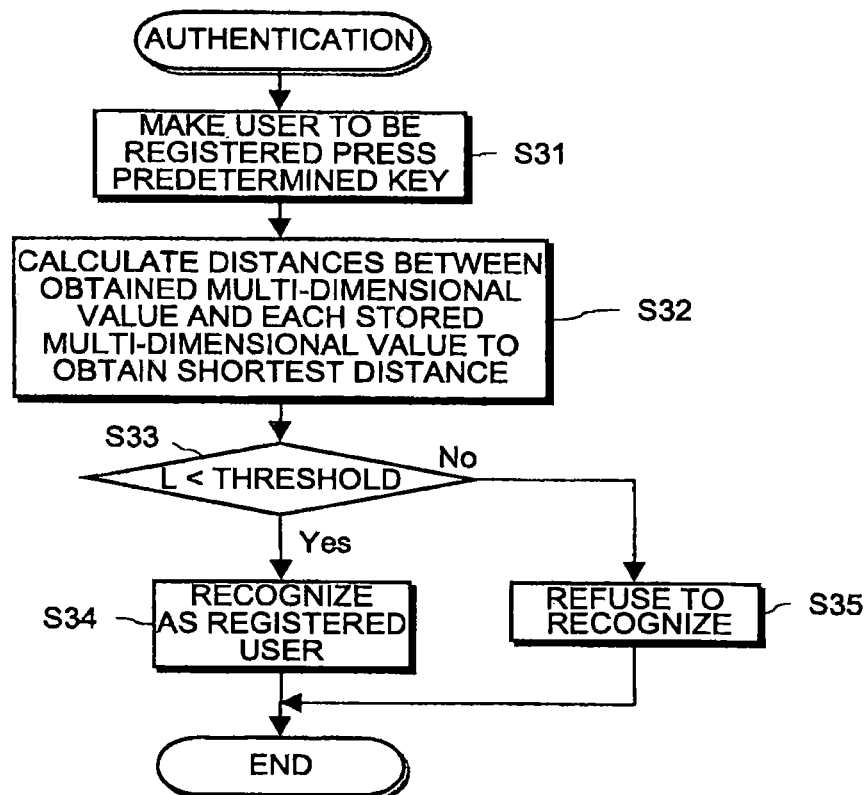 AUTHENTICATION
MAKE USER TO BE
REGISTERED PRESS
PREDETERMINED KEY
S31
CALCULATE DISTANCES BETWEEN
OBTAINED MULTI-DIMENSIONAL
VALUE AND EACH STORED
MULTI-DIMENSIONAL VALUE TO
OBTAIN SHORTEST DISTANCE
S32
S33
L < THRESHOLD
No
Yes
S34
RECOGNIZE
AS REGISTERED
USER
REFUSE TO
RECOGNIZE
S35
END